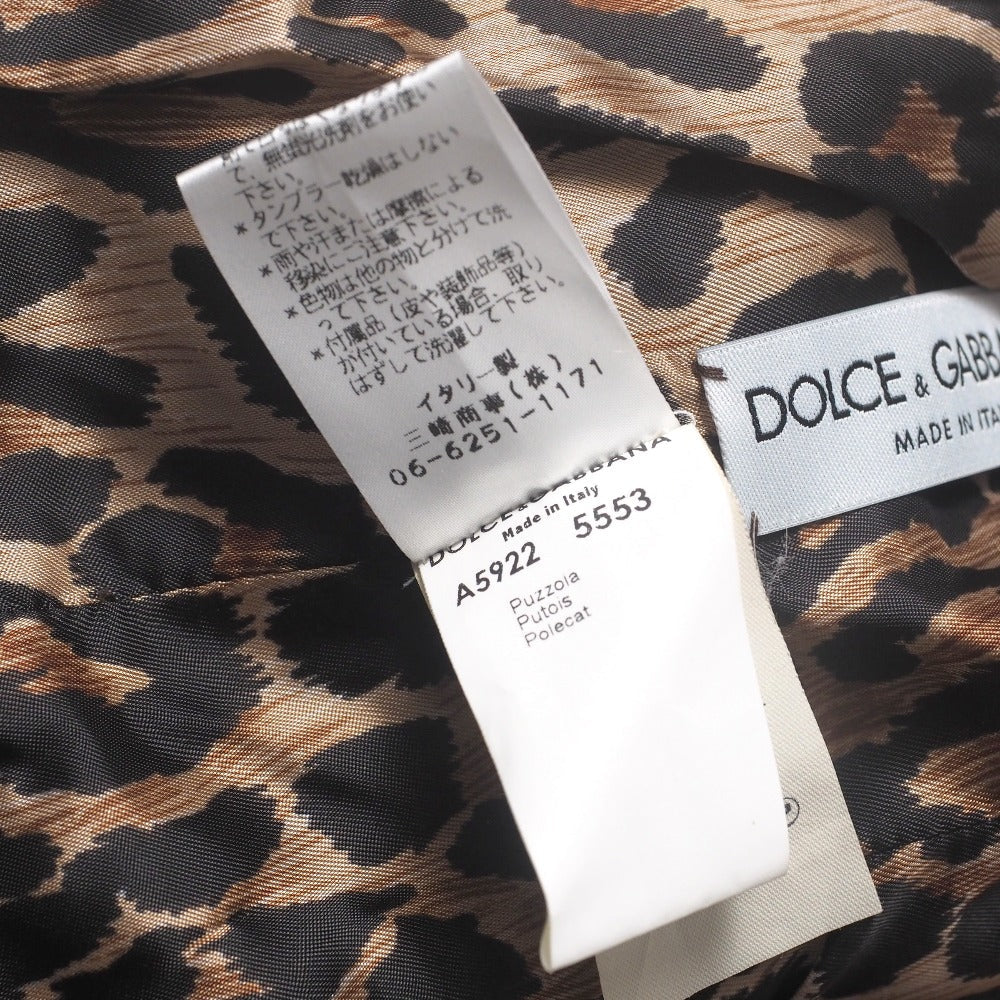 で、無蛍光洗剤をお使い
下さい。
＊タンブラー乾燥はしない
で下さい。
＊雨や汗または摩擦による
移染にご注意下さい。
＊色物は他の物と分けて洗
って下さい。
＊付属品（皮や装飾品等）
が付いている場合、取り
はずして洗濯して下さい。
イタリー製
三崎商事(株)
06-6251-1171
DOLCE & GABBANA
Made in Italy
A5922 5553
Puzzola
Putois
Polecat
DOLCE & GABBA
MADE IN ITA